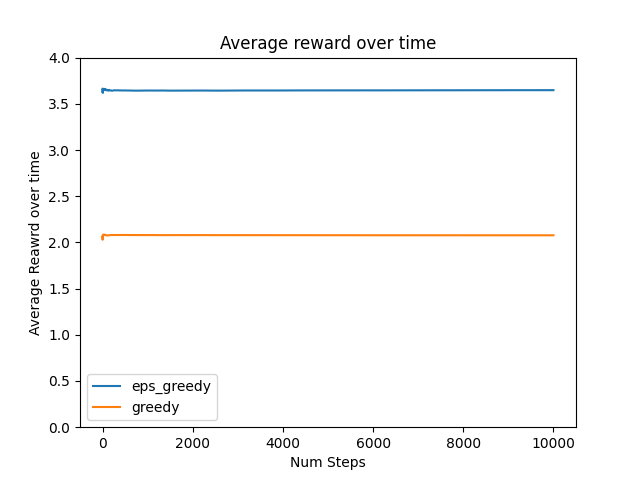 Average reward over time
4.0
3.5
3.0
2.5
2.0
1.5
1.0
0.5
0.0
Average Reawrd over time
eps_greedy
greedy
0 2000 4000 6000 8000 10000
Num Steps